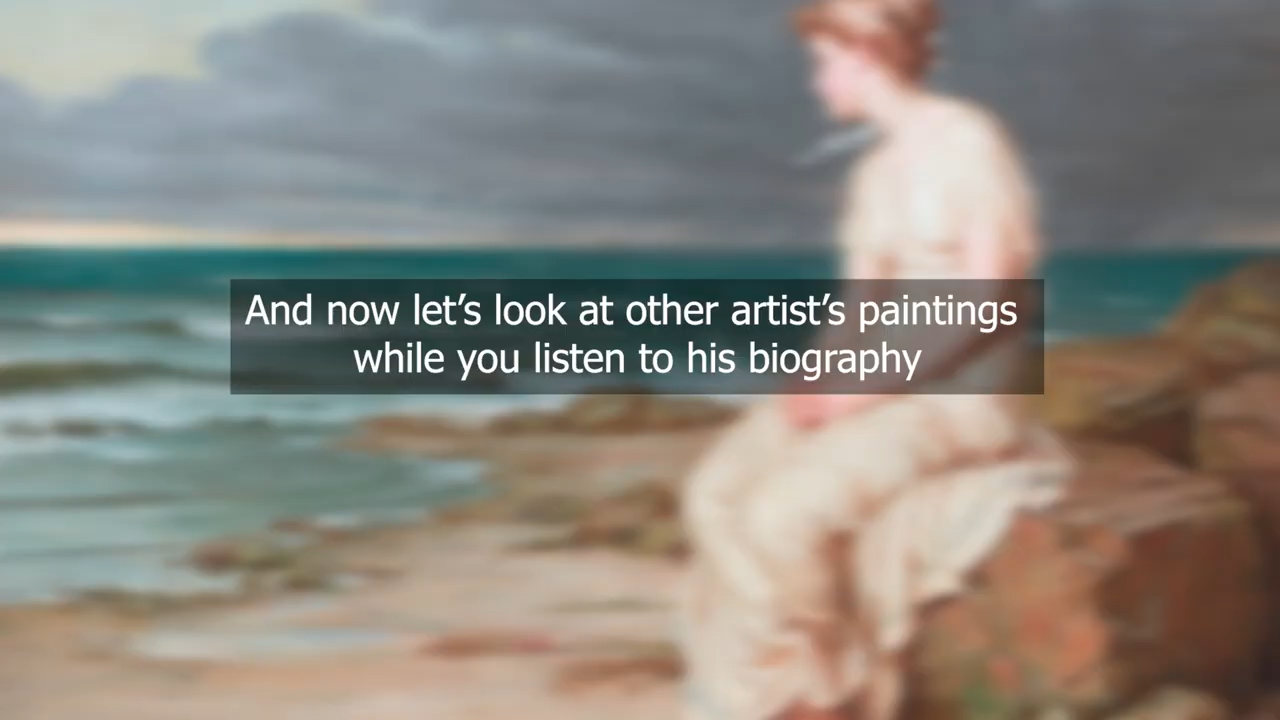 And now let’s look at other artist’s paintings
while you listen to his biography